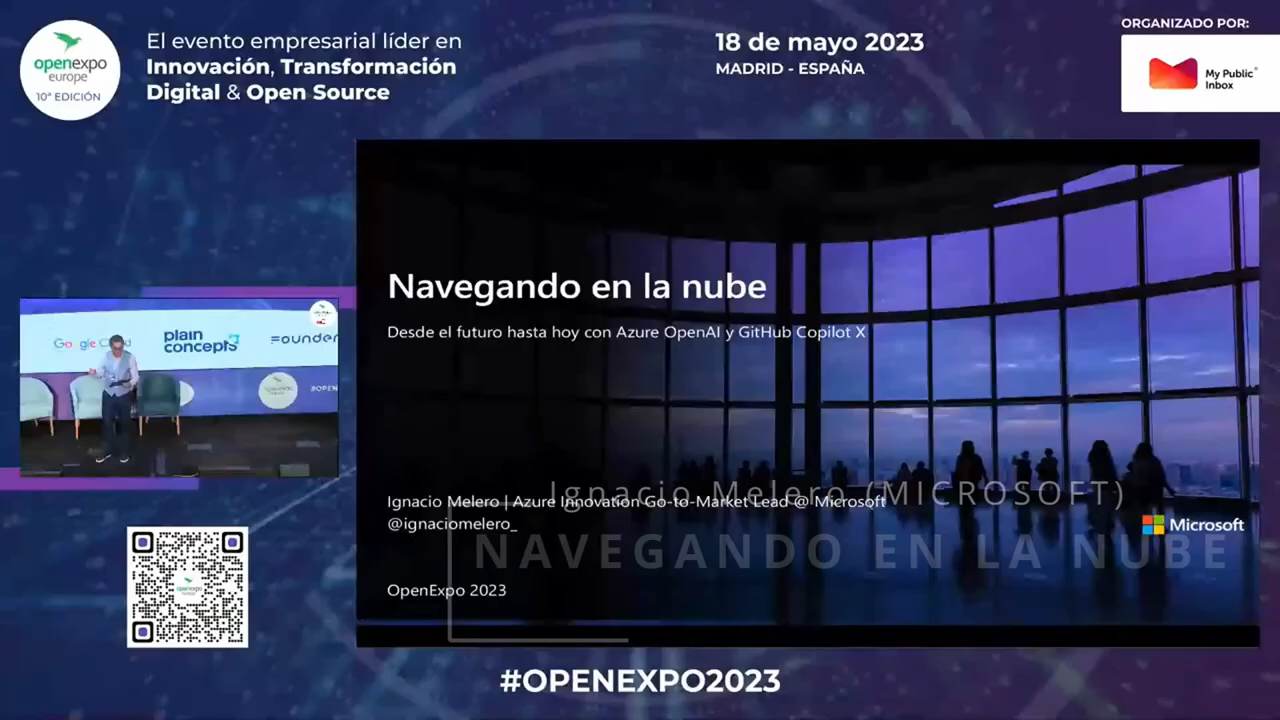 openexpo
europe
10ª EDICIÓN
El evento empresarial líder en
Innovación, Transformación
Digital & Open Source
18 de mayo 2023
MADRID - ESPAÑA
ORGANIZADO POR:
My Public
Inbox
Navegando en la nube
Desde el futuro hasta hoy con Azure OpenAI y GitHub Copilot X
Ignacio Melero (MICROSOFT)
NAVEGANDO EN LA NUBE
Ignacio Melero | Azure Innovation Go-to-Market Lead @ Microsoft
@ignaciomelero_
Microsoft
OpenExpo 2023
plain
concepts
Founder
#OPEN
#OPENEXPO2023